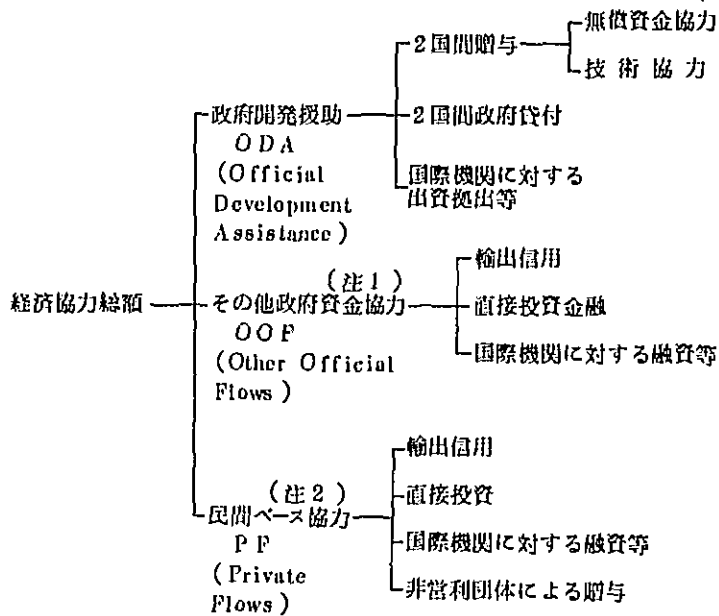 無償資金協力
2国間贈与
技術協力
政府開発援助
ODA
(Official
Development
Assistance)
2国間政府貸付
国際機関に対する
出資拠出等
経済協力総額
(注1)
その他政府資金協力
OOF
(Other Official
Flows)
輸出信用
直接投資金融
国際機関に対する融資等
(注2)
民間ベース協力
PF
(Private
Flows)
輸出信用
直接投資
国際機関に対する融資等
非営利団体による贈与